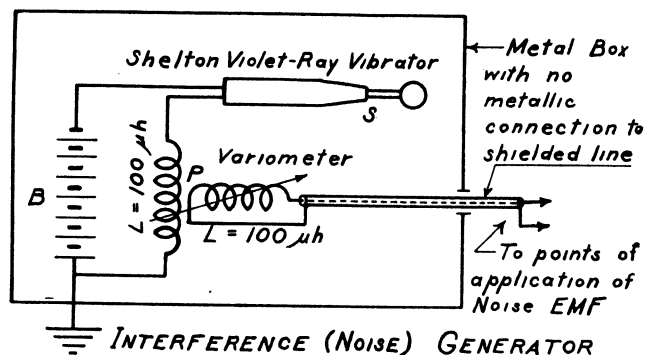 Shelton Violet-Ray Vibrator
S
Metal Box
with no
metallic
connection to
shielded line
B
L = 100 μh
P
Variometer
L = 100 μh
To points of
application of
Noise EMF
INTERFERENCE (NOISE) GENERATOR